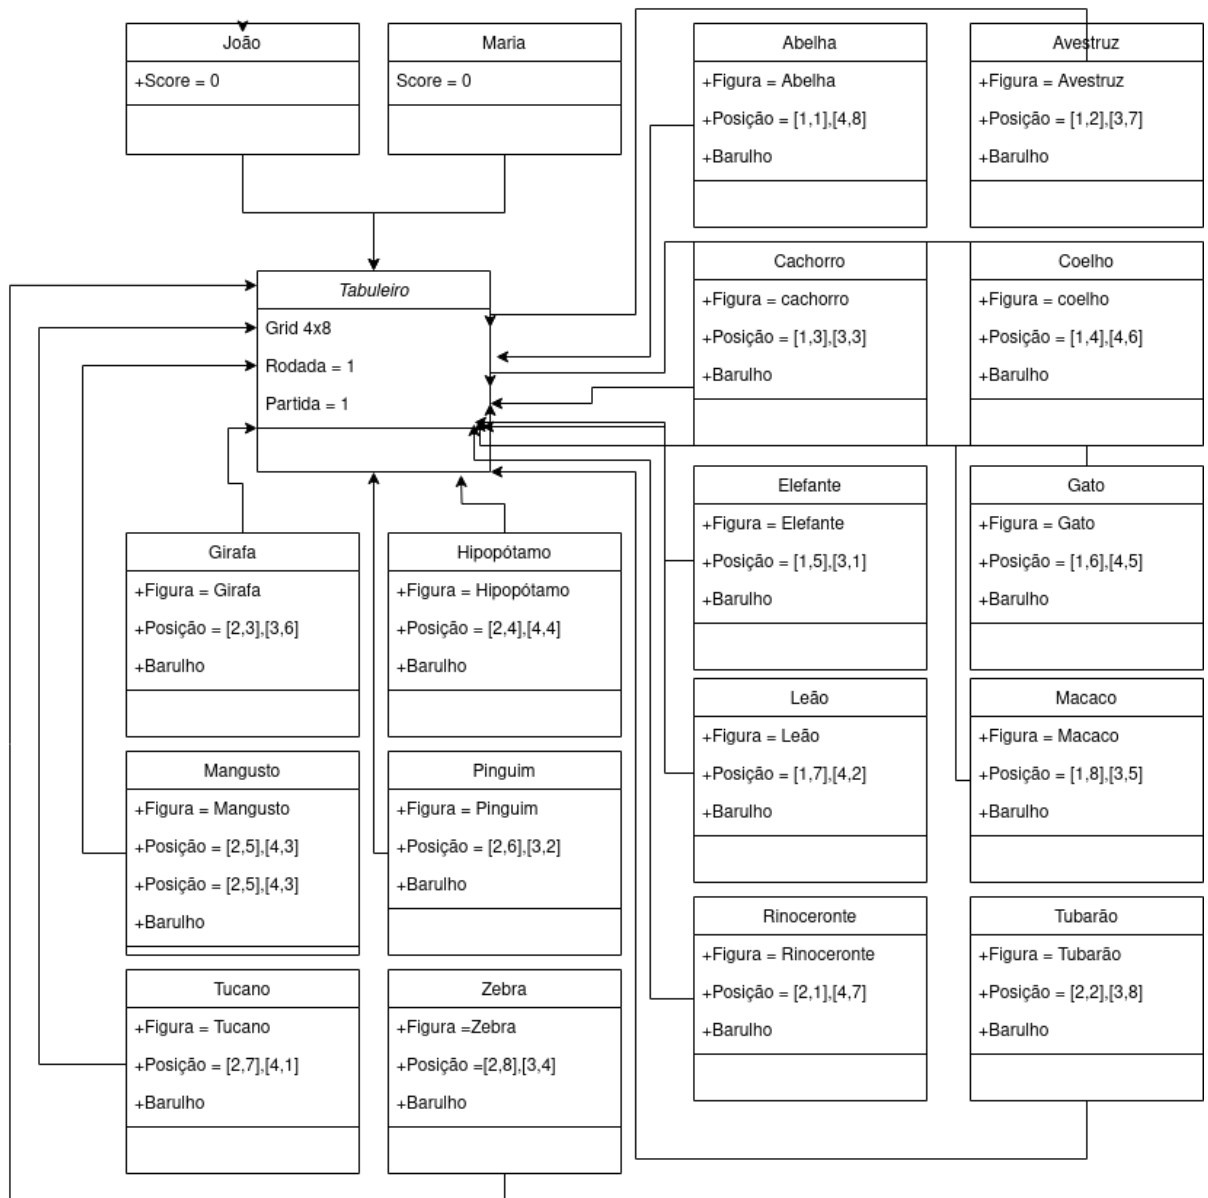 João
+Score = 0
Maria
Score = 0
Abelha
+Figura = Abelha
+Posição = [1,1],[4,8]
+Barulho
Avestruz
+Figura = Avestruz
+Posição = [1,2],[3,7]
+Barulho
Tabuleiro
Grid 4x8
Rodada = 1
Partida = 1
Cachorro
+Figura = cachorro
+Posição = [1,3],[3,3]
+Barulho
Coelho
+Figura = coelho
+Posição = [1,4],[4,6]
+Barulho
Elefante
+Figura = Elefante
+Posição = [1,5],[3,1]
+Barulho
Gato
+Figura = Gato
+Posição = [1,6],[4,5]
+Barulho
Girafa
+Figura = Girafa
+Posição = [2,3],[3,6]
+Barulho
Hipopótamo
+Figura = Hipopótamo
+Posição = [2,4],[4,4]
+Barulho
Leão
+Figura = Leão
+Posição = [1,7],[4,2]
+Barulho
Macaco
+Figura = Macaco
+Posição = [1,8],[3,5]
+Barulho
Mangusto
+Figura = Mangusto
+Posição = [2,5],[4,3]
+Posição = [2,5],[4,3]
+Barulho
Pinguim
+Figura = Pinguim
+Posição = [2,6],[3,2]
+Barulho
Rinoceronte
+Figura = Rinoceronte
+Posição = [2,1],[4,7]
+Barulho
Tubarão
+Figura = Tubarão
+Posição = [2,2],[3,8]
+Barulho
Tucano
+Figura = Tucano
+Posição = [2,7],[4,1]
+Barulho
Zebra
+Figura =Zebra
+Posição =[2,8],[3,4]
+Barulho